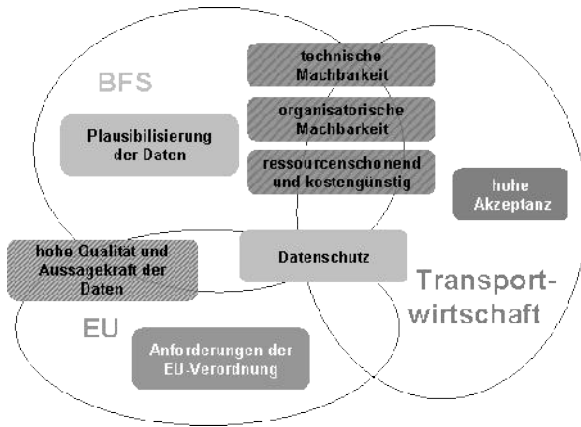 BFS
technische
Machbarkeit
organisatorische
Machbarkeit
Plausibilisierung
der Daten
ressourcenschonend
und kostengünstig
hohe
Akzeptanz
hohe Qualität und
Aussagekraft der
Daten
Datenschutz
Transport-
wirtschaft
EU
Anforderungen der
EU-Verordnung